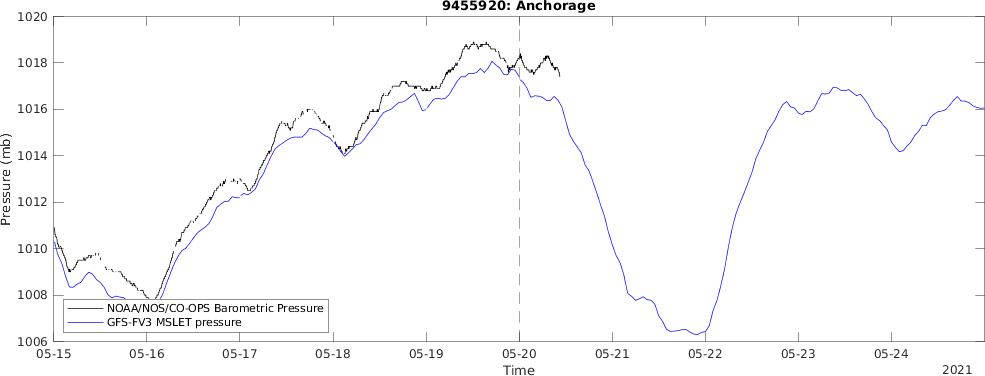 9455920: Anchorage
Pressure (mb)
1020
1018
1016
1014
1012
1010
1008
1006
NOAA/NOS/CO-OPS Barometric Pressure
GFS-FV3 MSLET pressure
05-15 05-16 05-17 05-18 05-19 05-20 05-21 05-22 05-23 05-24
Time
2021